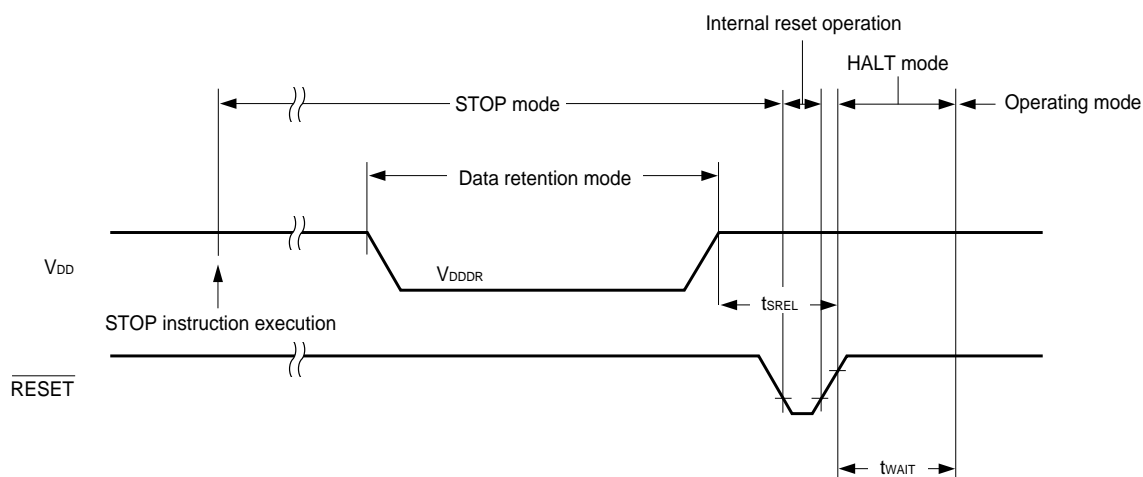 Internal reset operation
HALT mode
STOP mode
Operating mode
Data retention mode
VDD
VDDDR
tSREL
STOP instruction execution
RESET
tWAIT